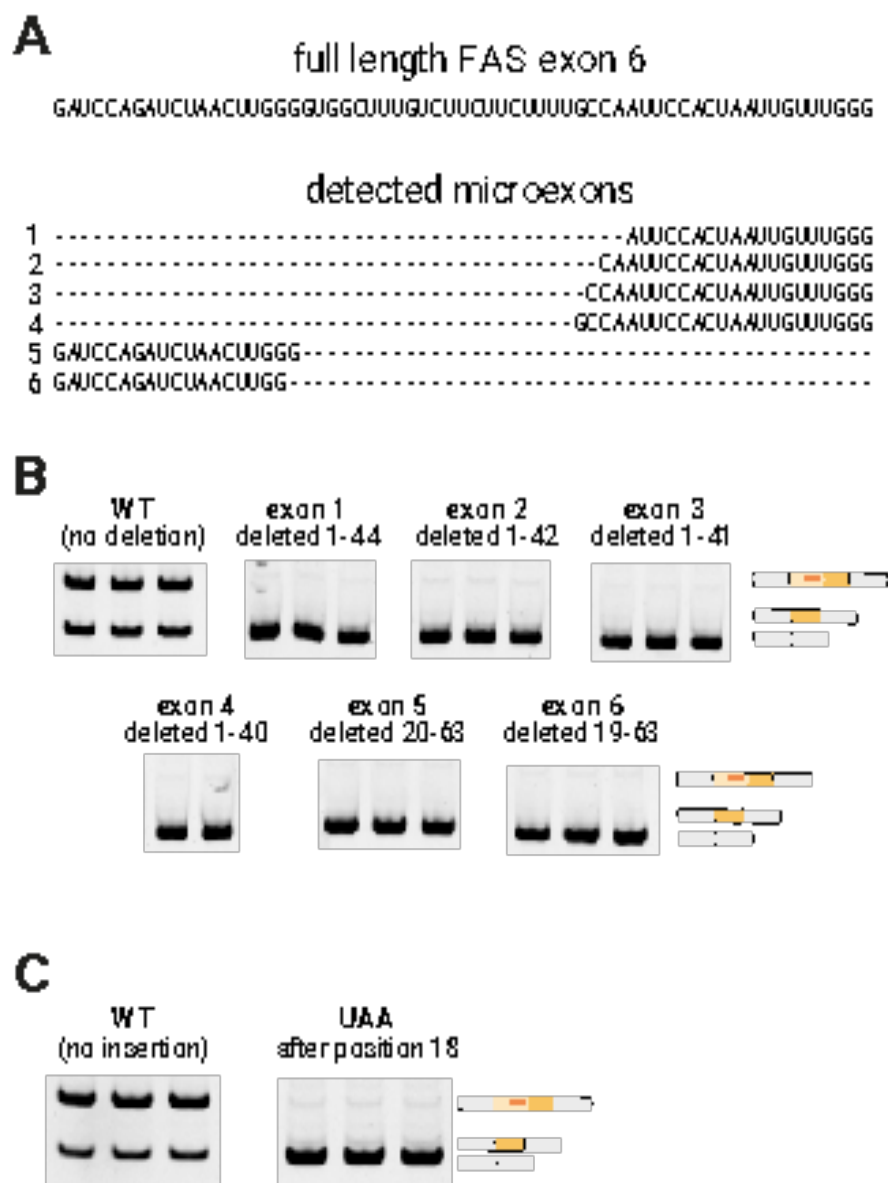 A
full length FAS exon 6
GAUCCAGAUCUAACUUGGGGUGGCUUUGUCUUCUUCUUUUGCCAAUUCCACUAAUUGUUUGGG
detected microexons
1 --------------------------------------------AUUCCACUAAUUGUUUGGG
2 ------------------------------------------CAAUUCCACUAAUUGUUUGGG
3 -----------------------------------------CCAAUUCCACUAAUUGUUUGGG
4 ----------------------------------------GCCAAUUCCACUAAUUGUUUGGG
5 GAUCCAGAUCUAACUUGGG--------------------------------------------
6 GAUCCAGAUCUAACUUGG---------------------------------------------
B
WT
(no deletion)
exon 1
deleted 1-44
exon 2
deleted 1-42
exon 3
deleted 1-41
exon 4
deleted 1-40
exon 5
deleted 20-63
exon 6
deleted 19-63
C
WT
(no insertion)
UAA
after position 18